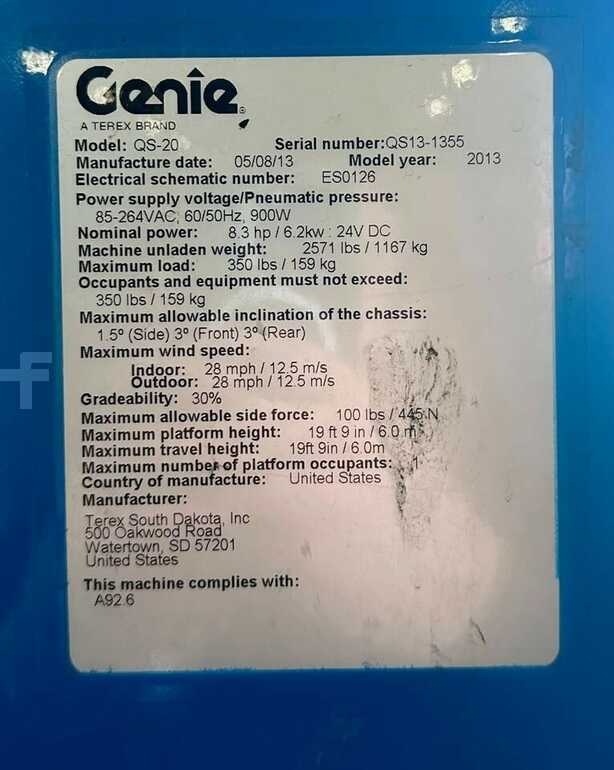 Genie®
A TEREX BRAND
Model: QS-20 Serial number:QS13-1355
Manufacture date: 05/08/13 Model year: 2013
Electrical schematic number: ES0126
Power supply voltage/Pneumatic pressure:
85-264VAC, 60/50Hz, 900W
Nominal power: 8.3 hp / 6.2kw : 24V DC
Machine unladen weight: 2571 lbs / 1167 kg
Maximum load: 350 lbs / 159 kg
Occupants and equipment must not exceed:
350 lbs / 159 kg
Maximum allowable inclination of the chassis:
1.5º (Side) 3º (Front) 3º (Rear)
Maximum wind speed:
Indoor: 28 mph / 12.5 m/s
Outdoor: 28 mph / 12.5 m/s
Gradeability: 30%
Maximum allowable side force: 100 lbs / 445 N
Maximum platform height: 19 ft 9 in / 6.0 m
Maximum travel height: 19ft 9in / 6.0m
Maximum number of platform occupants: 1
Country of manufacture: United States
Manufacturer:
Terex South Dakota, Inc
500 Oakwood Road
Watertown, SD 57201
United States
This machine complies with:
A92.6